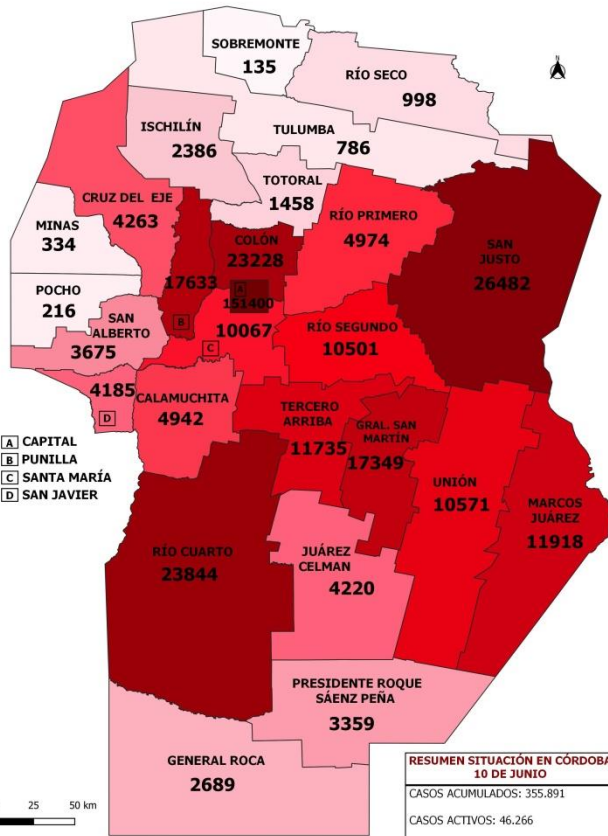 SOBREMONTE
135
RÍO SECO
998
ISCHILÍN
2386
TULUMBA
786
TOTORAL
1458
CRUZ DEL EJE
4263
RÍO PRIMERO
4974
MINAS
334
COLÓN
23228
SAN
JUSTO
26482
17633
A
151400
POCHO
216
B
SAN
ALBERTO
3675
10067
C
RÍO SEGUNDO
10501
4185
D
CALAMUCHITA
4942
TERCERO
ARRIBA
11735
GRAL. SAN
MARTÍN
17349
A CAPITAL
B PUNILLA
C SANTA MARÍA
D SAN JAVIER
UNIÓN
10571
MARCOS
JUÁREZ
11918
RÍO CUARTO
23844
JUÁREZ
CELMAN
4220
PRESIDENTE ROQUE
SÁENZ PEÑA
3359
GENERAL ROCA
2689
25 50 km
RESUMEN SITUACIÓN EN CÓRDOBA
10 DE JUNIO
CASOS ACUMULADOS: 355.891
CASOS ACTIVOS: 46.266